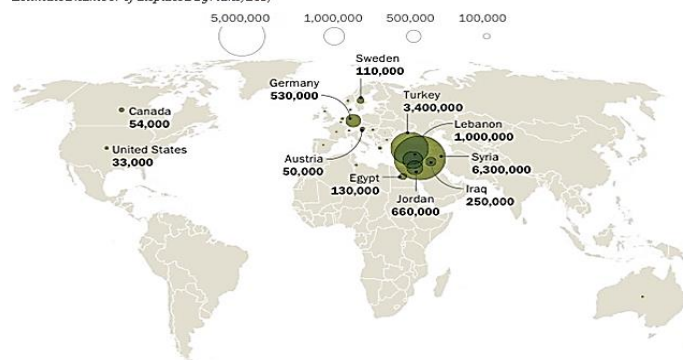 5,000,000 1,000,000 500,000 100,000
Sweden
110,000
Germany
530,000
Turkey
3,400,000
Canada
54,000
Lebanon
1,000,000
United States
33,000
Austria
50,000
Syria
6,300,000
Egypt
130,000
Iraq
250,000
Jordan
660,000